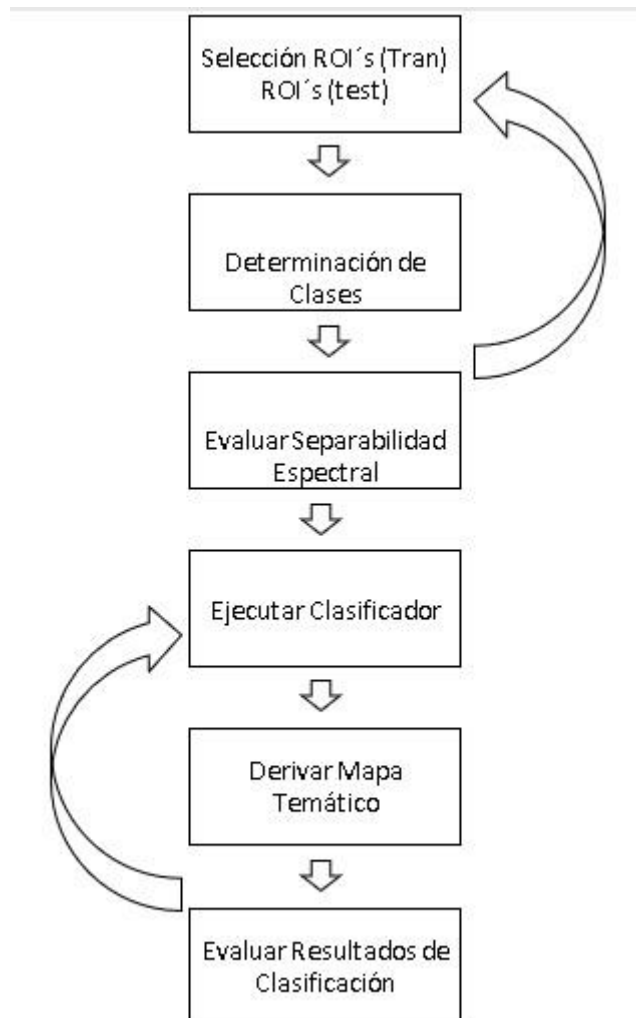 Selección ROI´s (Tran)
ROI´s (test)
Determinación de
Clases
Evaluar Separabilidad
Espectral
Ejecutar Clasificador
Derivar Mapa
Temático
Evaluar Resultados de
Clasificación